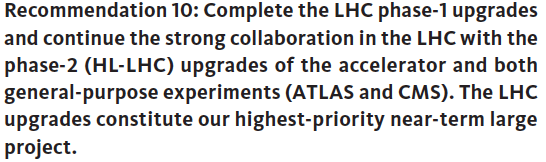 Recommendation 10: Complete the LHC phase-1 upgrades
and continue the strong collaboration in the LHC with the
phase-2 (HL-LHC) upgrades of the accelerator and both
general-purpose experiments (ATLAS and CMS). The LHC
upgrades constitute our highest-priority near-term large
project.